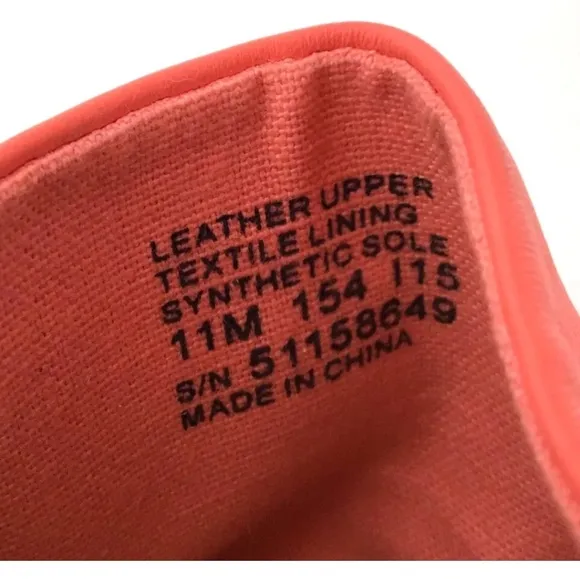 LEATHER UPPER
TEXTILE LINING
SYNTHETIC SOLE
11M 154 I15
S/N 51158649
MADE IN CHINA